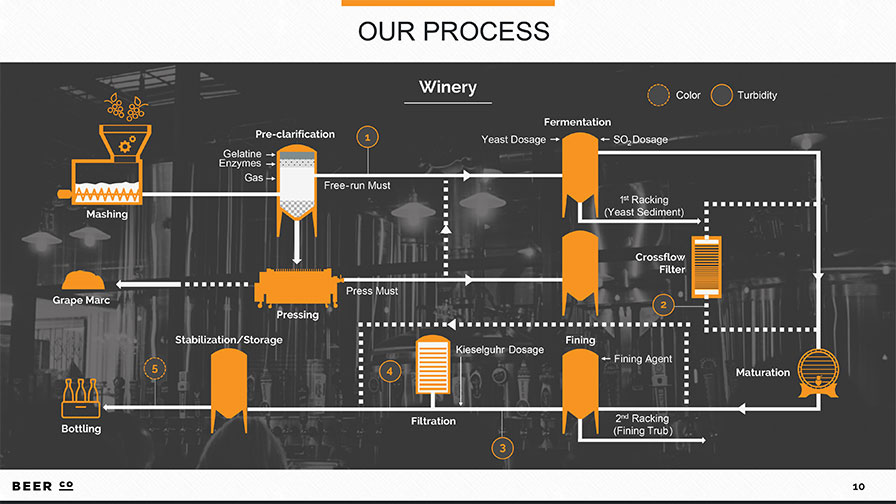 OUR PROCESS
Winery
Color
Turbidity
Fermentation
Yeast Dosage
SO2 Dosage
Pre-clarification
1
Gelatine
Enzymes
Gas
Free-run Must
Mashing
1st Racking
(Yeast Sediment)
Crossflow
Filter
Grape Marc
Press Must
Pressing
2
Stabilization/Storage
Kieselguhr Dosage
Fining
Fining Agent
Maturation
5
4
Bottling
Filtration
2nd Racking
(Fining Trub)
3
BEER CO
10